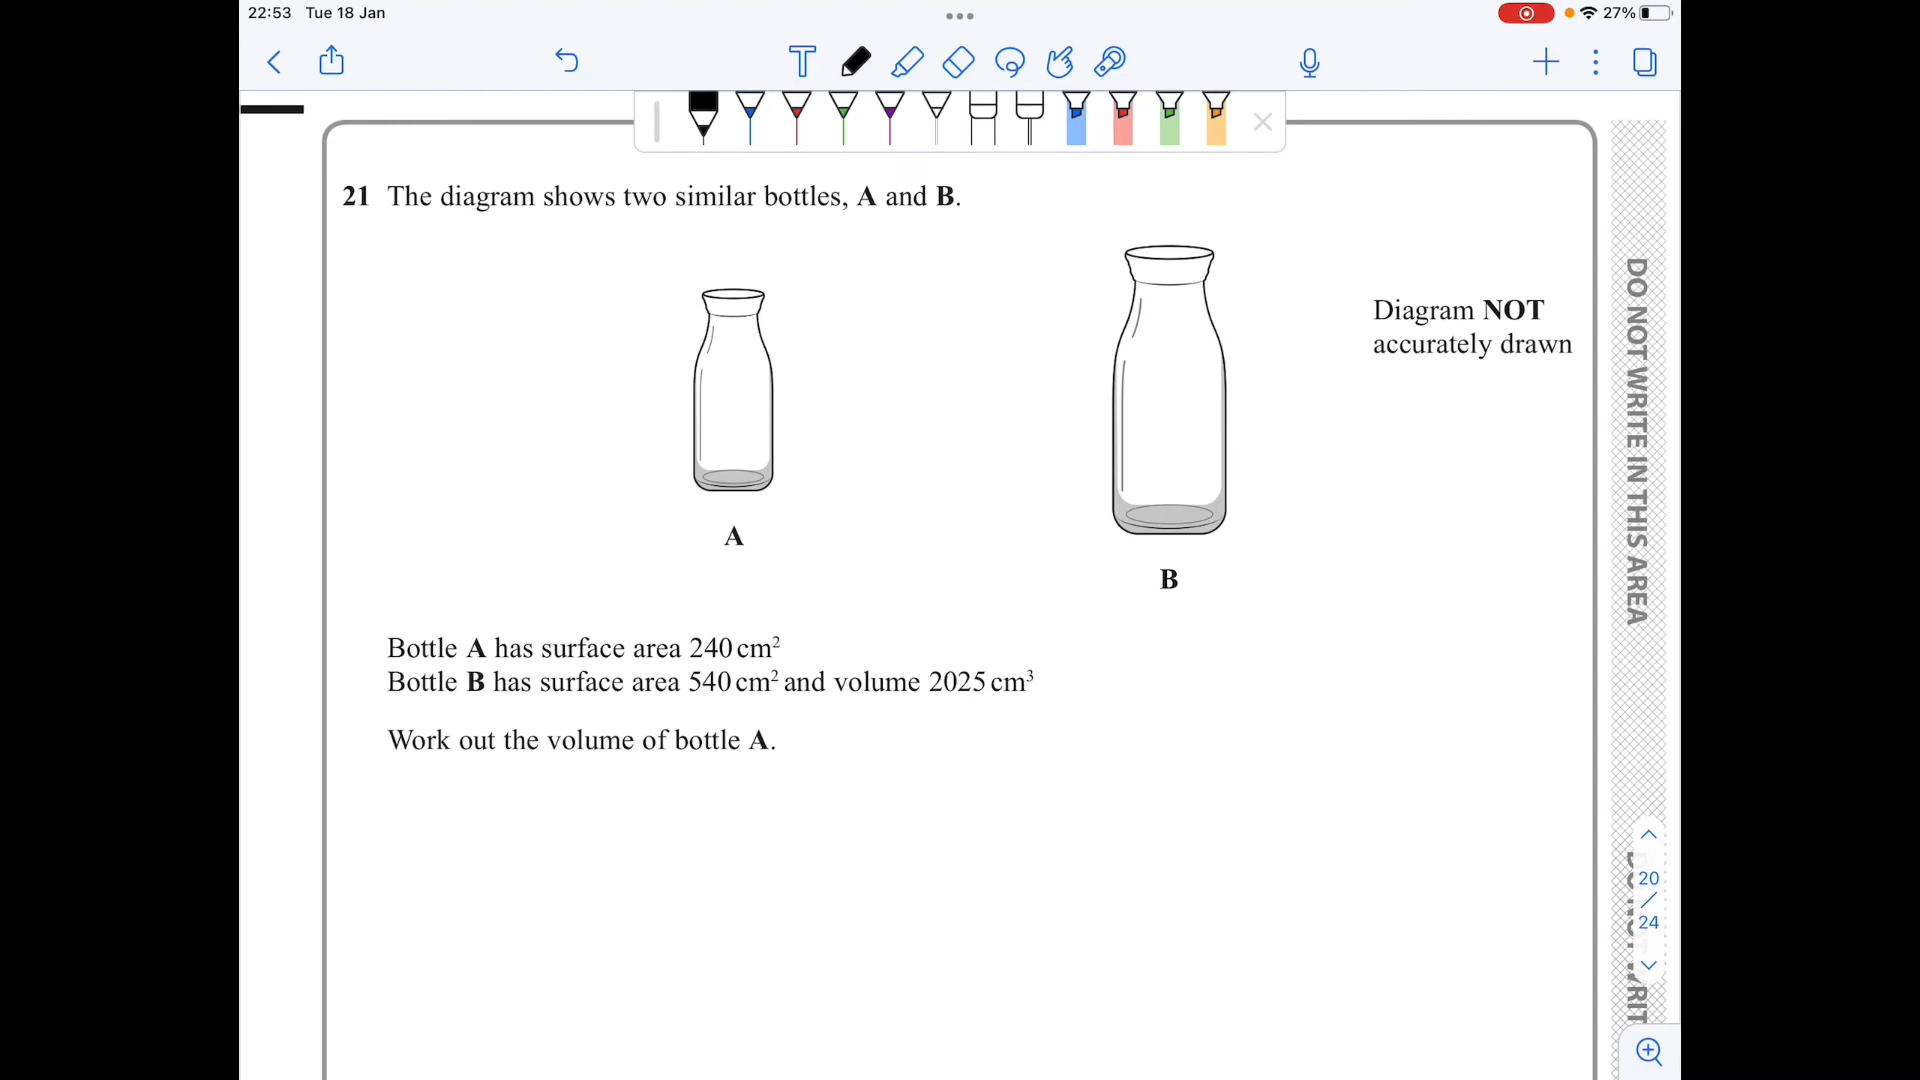 22:53 Tue 18 Jan
27%
21 The diagram shows two similar bottles, A and B.
Diagram NOT
accurately drawn
A
B
Bottle A has surface area 240 cm²
Bottle B has surface area 540 cm² and volume 2025 cm³
Work out the volume of bottle A.
DO NOT WRITE IN THIS AREA
20
24